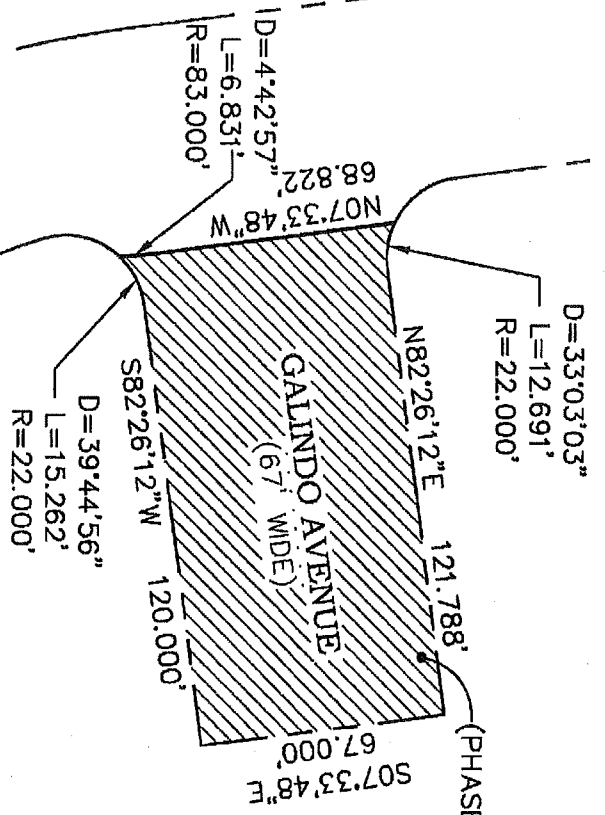 D=4°42'57"
L=6.831'
R=83.000'
N07°33'48"W
68.822'
D=33°03'03"
L=12.691'
R=22.000'
N82°26'12"E 121.788'
GALINDO AVENUE
(67' WIDE)
(PHASE
S82°26'12"W 120.000'
D=39°44'56"
L=15.262'
R=22.000'
67.000'
S07°33'48"E